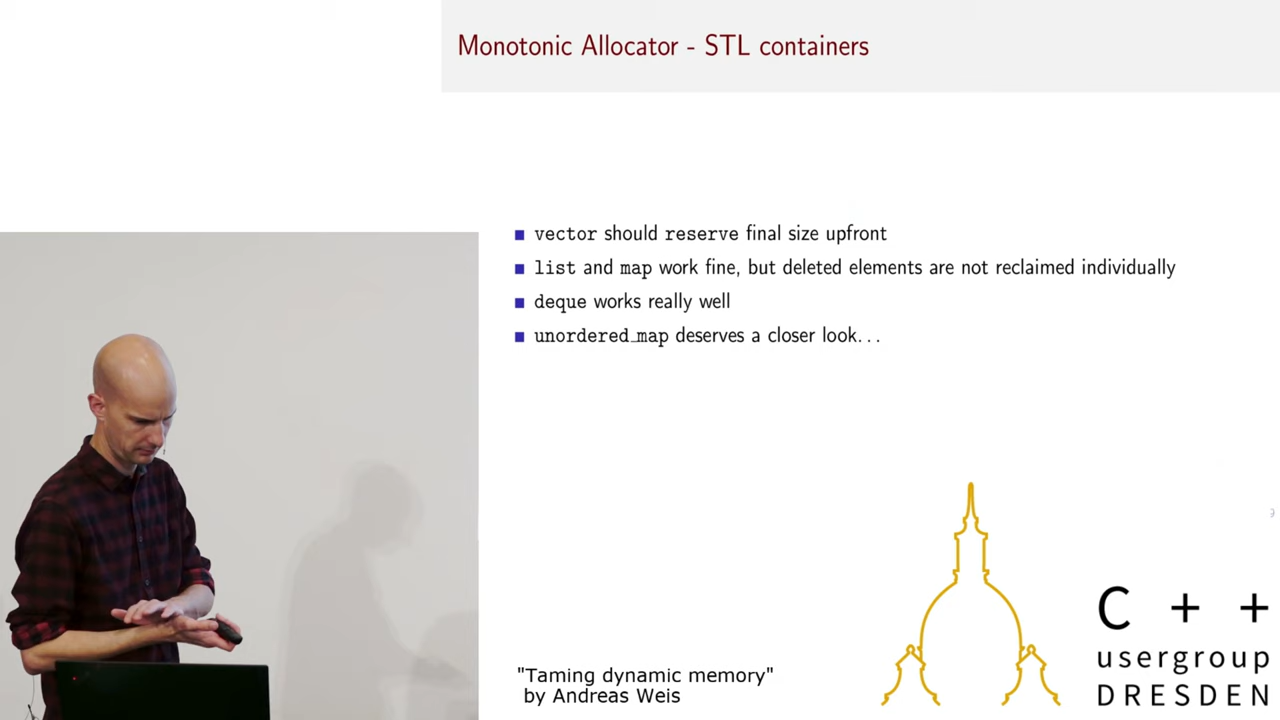 Monotonic Allocator - STL containers
vector should reserve final size upfront
list and map work fine, but deleted elements are not reclaimed individually
deque works really well
unordered_map deserves a closer look...
9
"Taming dynamic memory"
by Andreas Weis
C + +
usergroup
DRESDEN